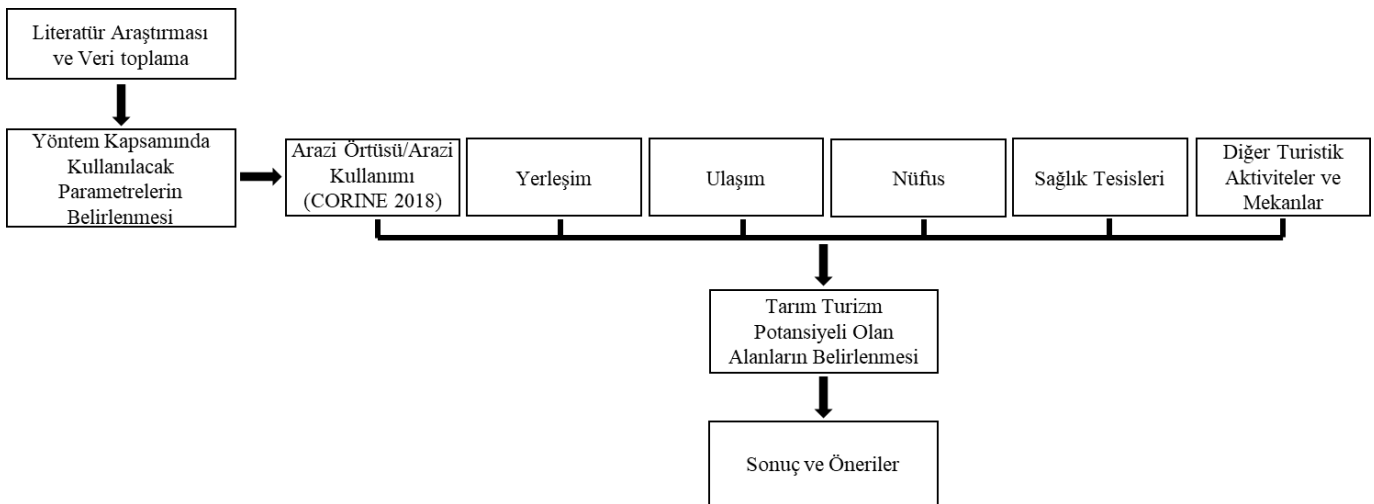 Literatür Araştırması
ve Veri toplama
Yöntem Kapsamında
Kullanılacak
Parametrelerin
Belirlenmesi
Arazi Örtüsü/Arazi
Kullanımı
(CORINE 2018)
Yerleşim
Ulaşım
Nüfus
Sağlık Tesisleri
Diğer Turistik
Aktiviteler ve
Mekanlar
Tarım Turizm
Potansiyeli Olan
Alanların Belirlenmesi
Sonuç ve Öneriler